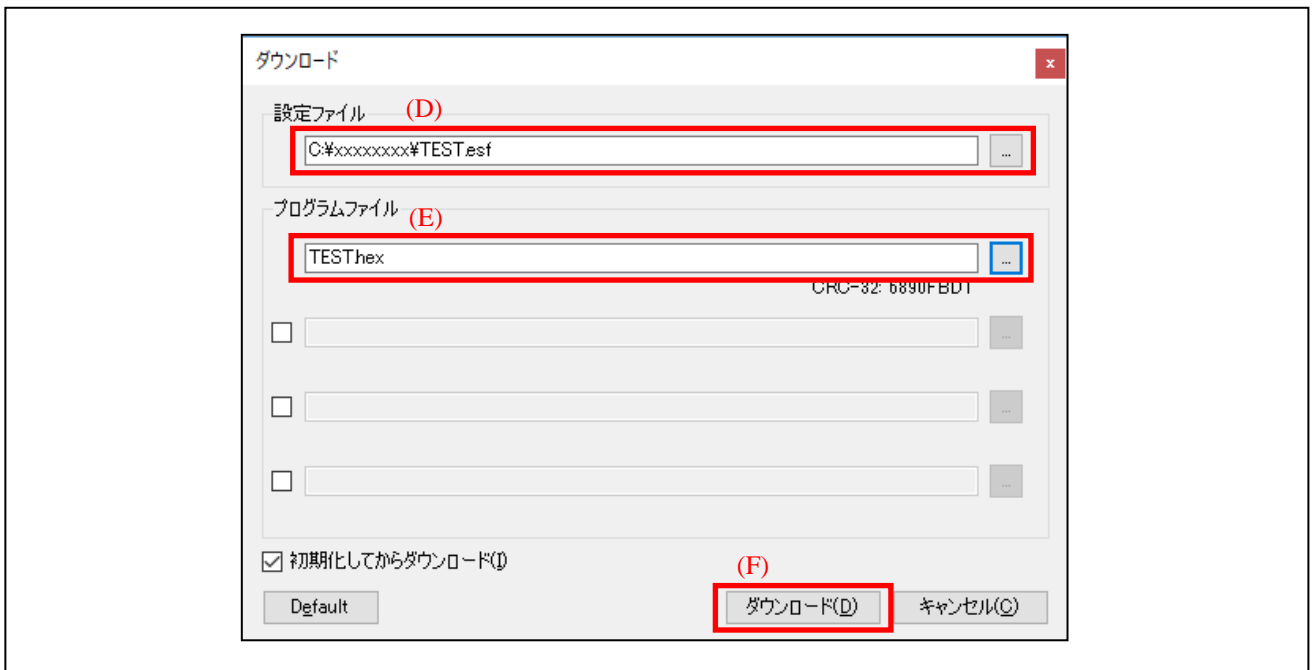 ダウンロード
x
設定ファイル (D)
C:¥xxxxxxxx¥TEST.esf ...
プログラムファイル (E)
TEST.hex ...
CRC-32: 6890FBD1
...
...
...
初期化してからダウンロード(I)
(F)
Default ダウンロード(D) キャンセル(C)